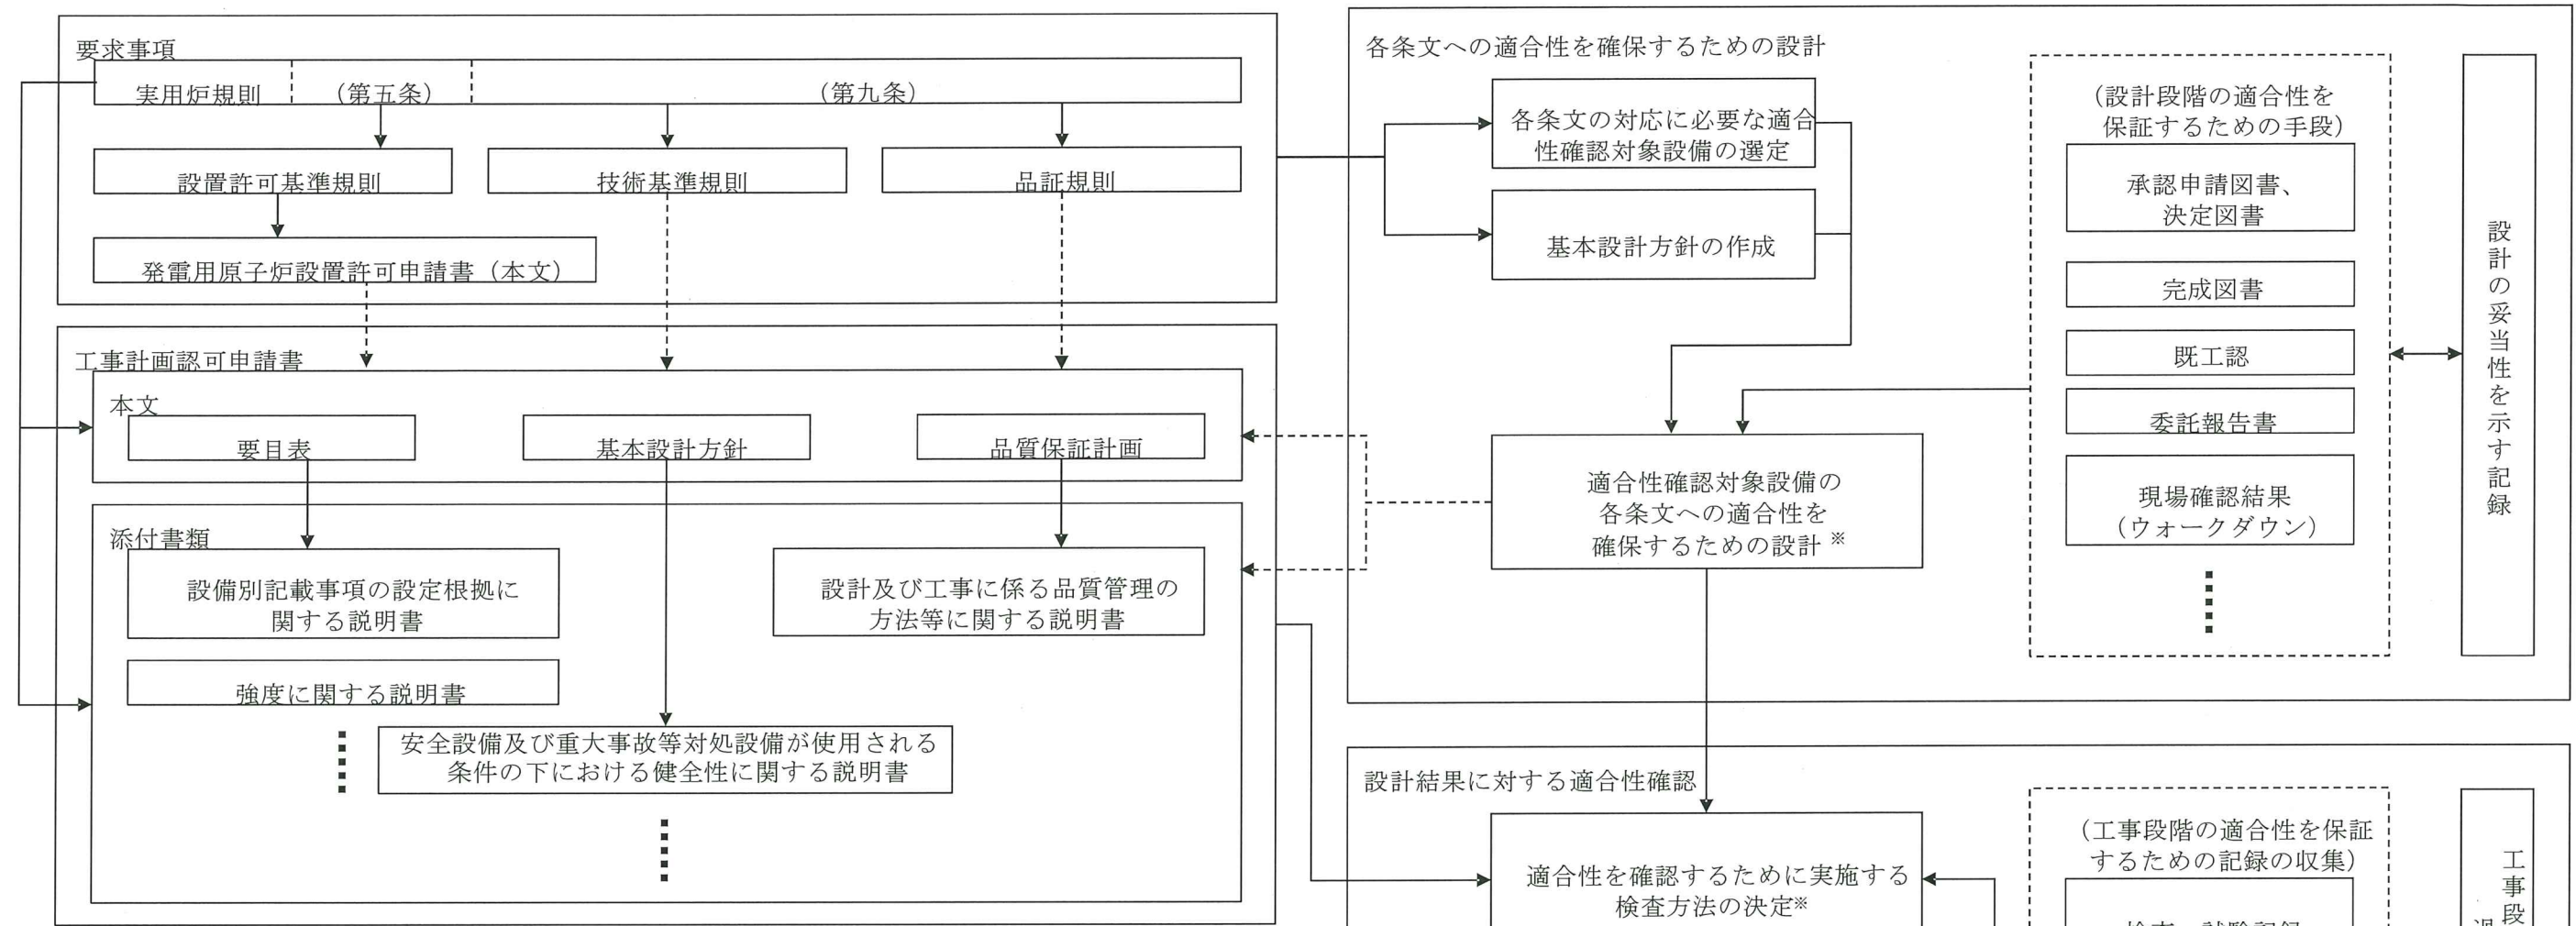 要求事項
実用炉規則
(第五条)
(第九条)
設置許可基準規則
技術基準規則
品証規則
発電用原子炉設置許可申請書(本文)
工事計画認可申請書
本文
要目表
基本設計方針
品質保証計画
添付書類
設備別記載事項の設定根拠に
関する説明書
設計及び工事に係る品質管理の
方法等に関する説明書
強度に関する説明書
安全設備及び重大事故等対処設備が使用される
条件の下における健全性に関する説明書
各条文への適合性を確保するための設計
各条文の対応に必要な適合
性確認対象設備の選定
基本設計方針の作成
適合性確認対象設備の
各条文への適合性を
確保するための設計※
(設計段階の適合性を
保証するための手段)
承認申請図書、
決定図書
完成図書
既工認
委託報告書
現場確認結果
(ウォークダウン)
設計の妥当性を示す記録
設計結果に対する適合性確認
適合性を確認するために実施する
検査方法の決定※
(工事段階の適合性を保証
するための記録の収集)
工事段